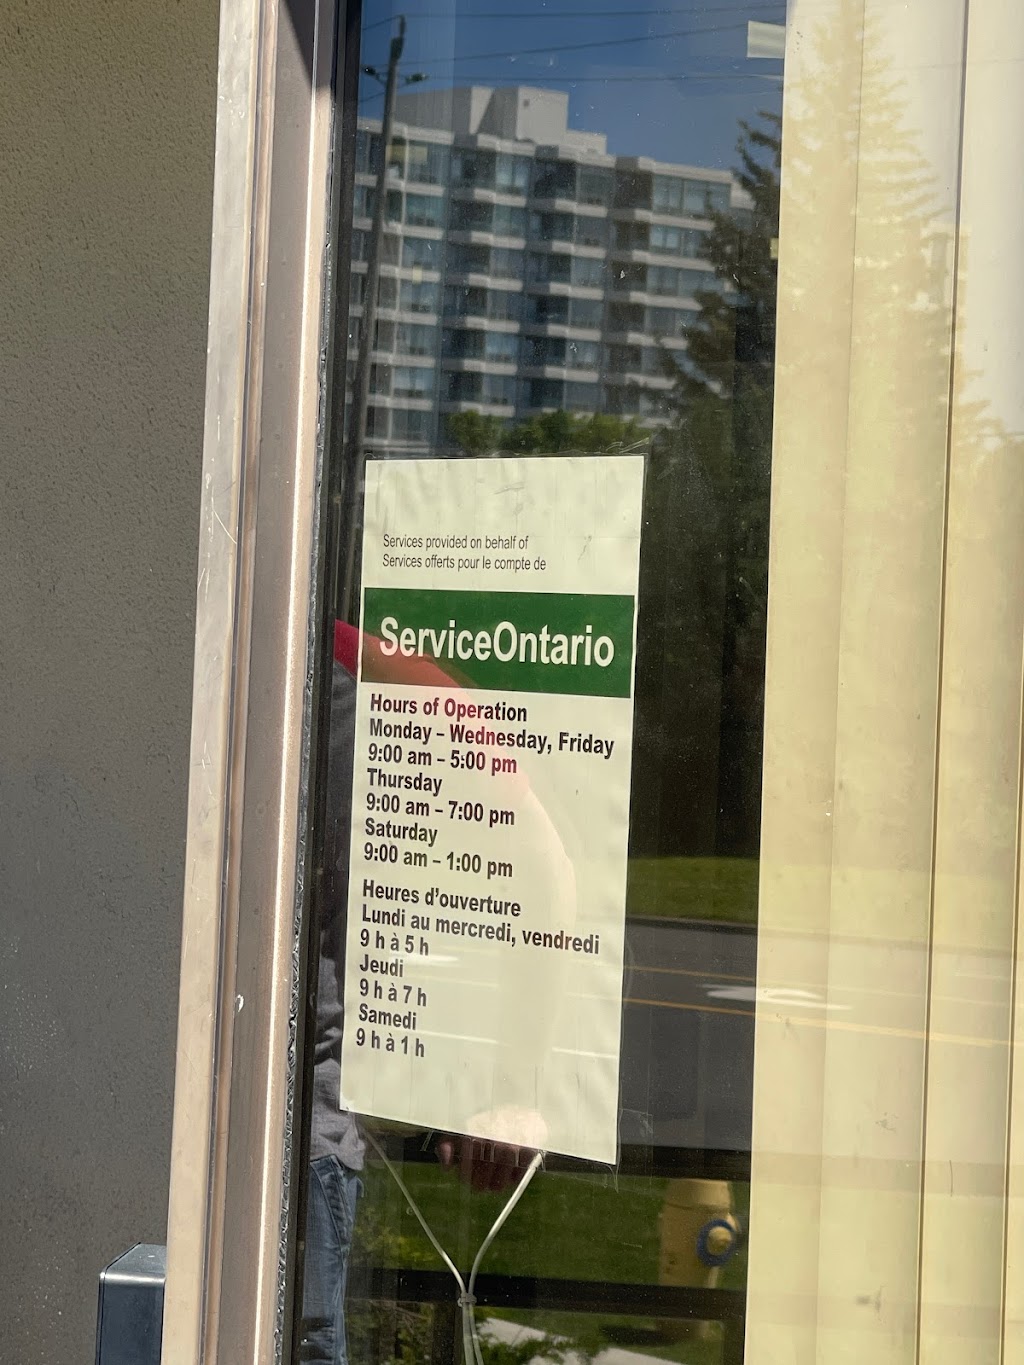 Services provided on behalf of
Services offerts pour le compte de
ServiceOntario
Hours of Operation
Monday – Wednesday, Friday
9:00 am – 5:00 pm
Thursday
9:00 am – 7:00 pm
Saturday
9:00 am – 1:00 pm
Heures d'ouverture
Lundi au mercredi, vendredi
9 h à 5 h
Jeudi
9 h à 7 h
Samedi
9 h à 1 h